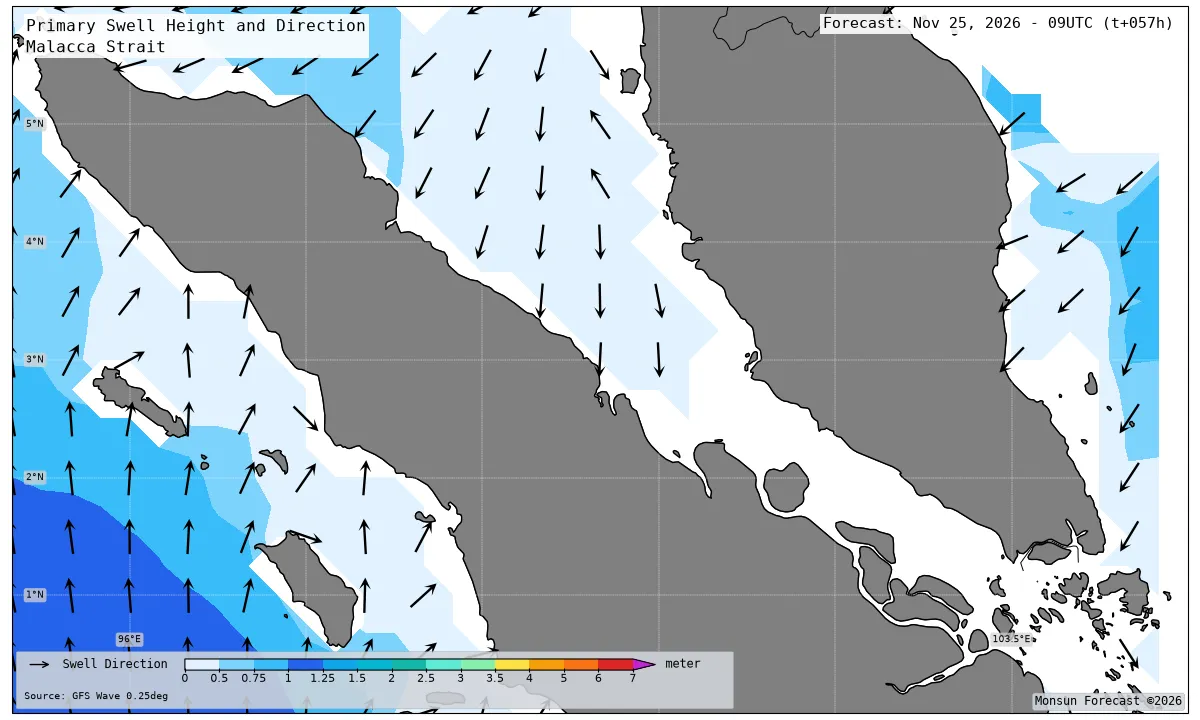 Primary Swell Height and Direction
Malacca Strait
Forecast: Nov 25, 2026 - 09UTC (t+057h)
5°N
4°N
3°N
2°N
1°N
96°E
103.5°E
Swell Direction
0 0.5 0.75 1 1.25 1.5 2 2.5 3 3.5 4 5 6 7
meter
Source: GFS Wave 0.25deg
Monsun Forecast ©2026